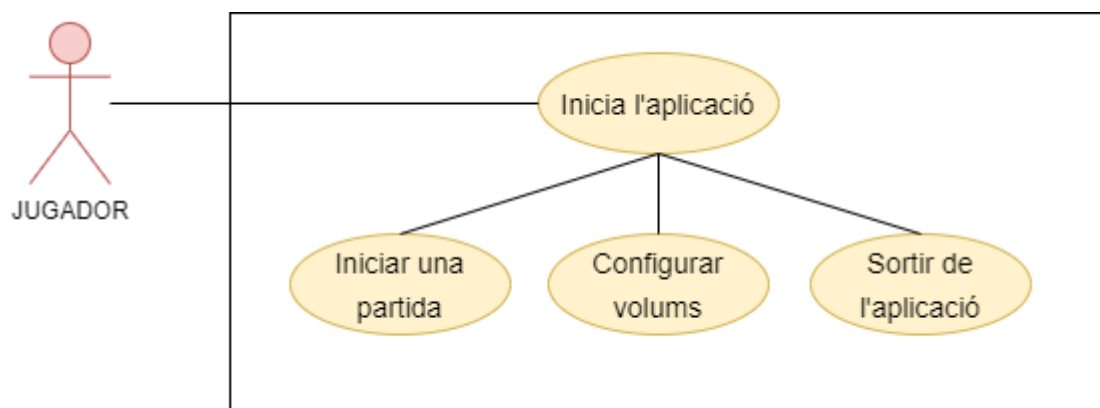 Inicia l'aplicació
JUGADOR
Iniciar una
partida
Configurar
volums
Sortir de
l'aplicació